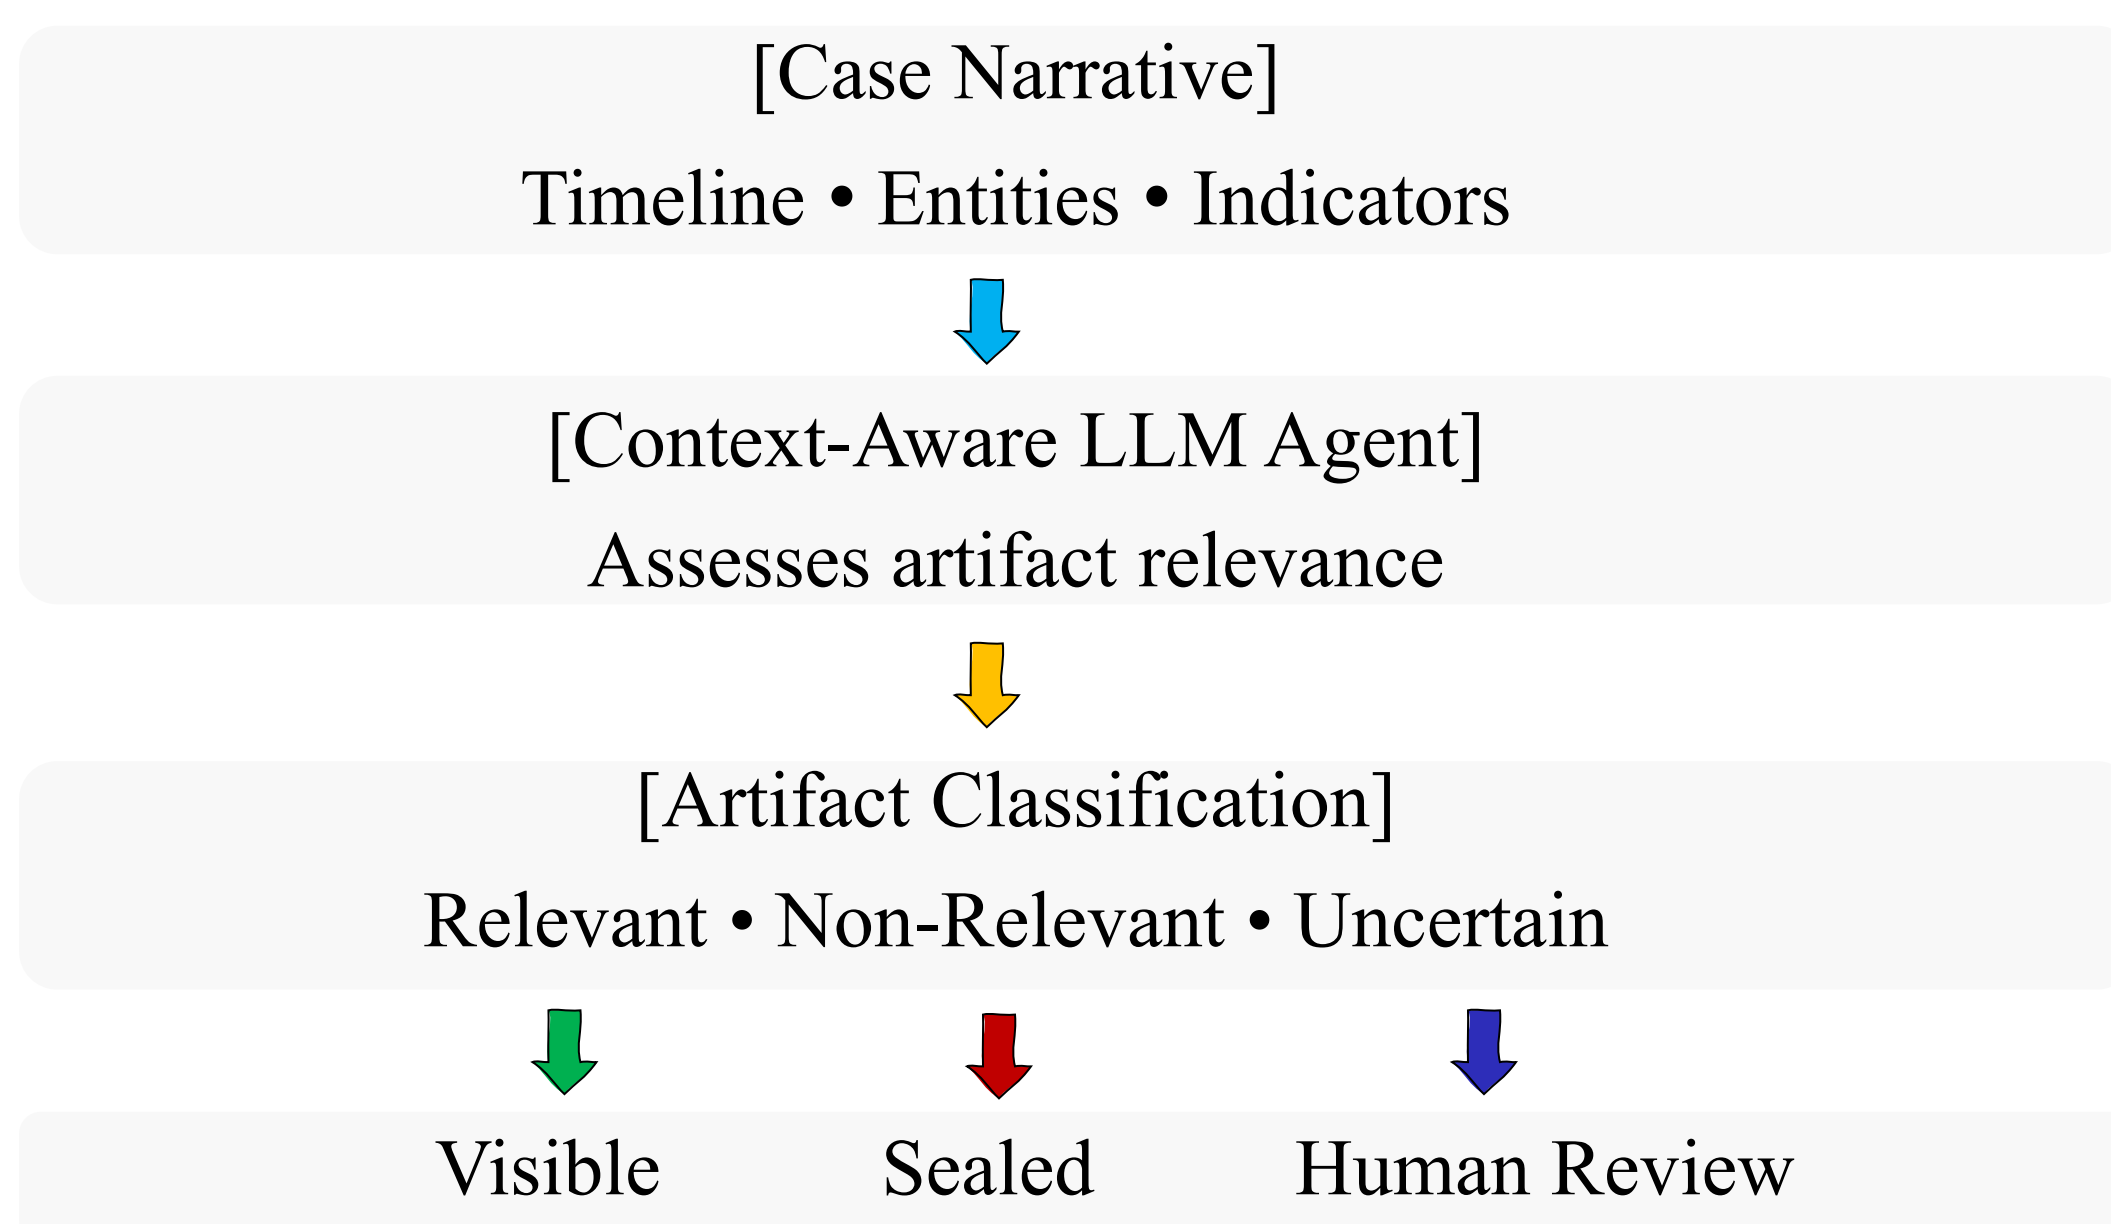 [Case Narrative]
Timeline • Entities • Indicators
[Context-Aware LLM Agent]
Assesses artifact relevance
[Artifact Classification]
Relevant • Non-Relevant • Uncertain
Visible Sealed Human Review